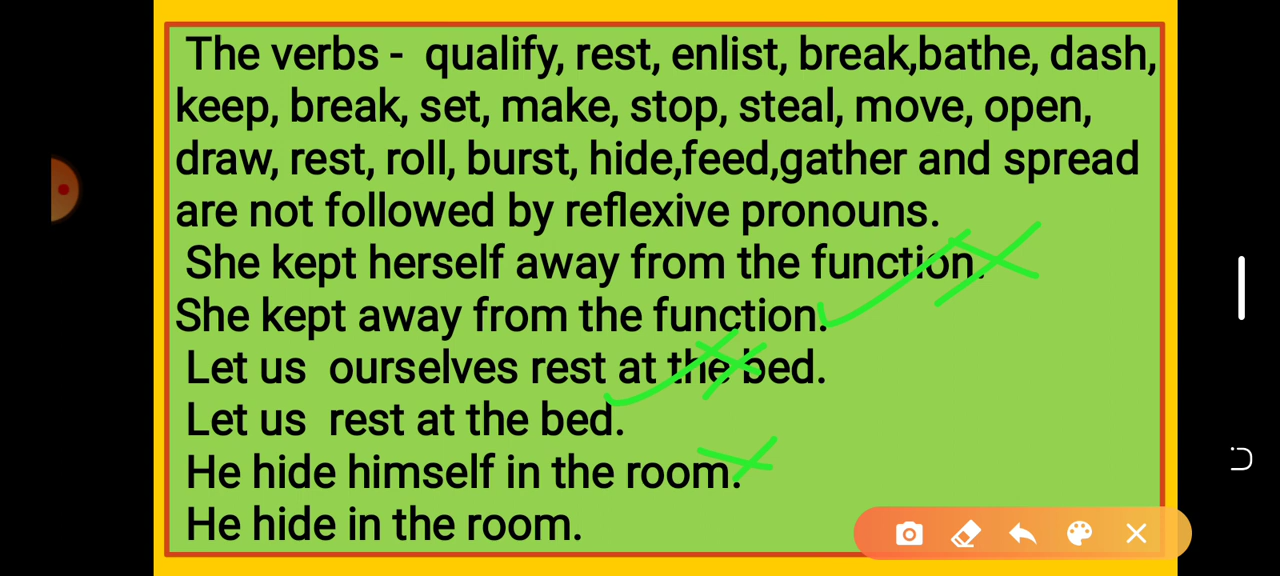 The verbs - qualify, rest, enlist, break,bathe, dash,
keep, break, set, make, stop, steal, move, open,
draw, rest, roll, burst, hide,feed,gather and spread
are not followed by reflexive pronouns.
She kept herself away from the function.
She kept away from the function.
Let us ourselves rest at the bed.
Let us rest at the bed.
He hide himself in the room.
He hide in the room.